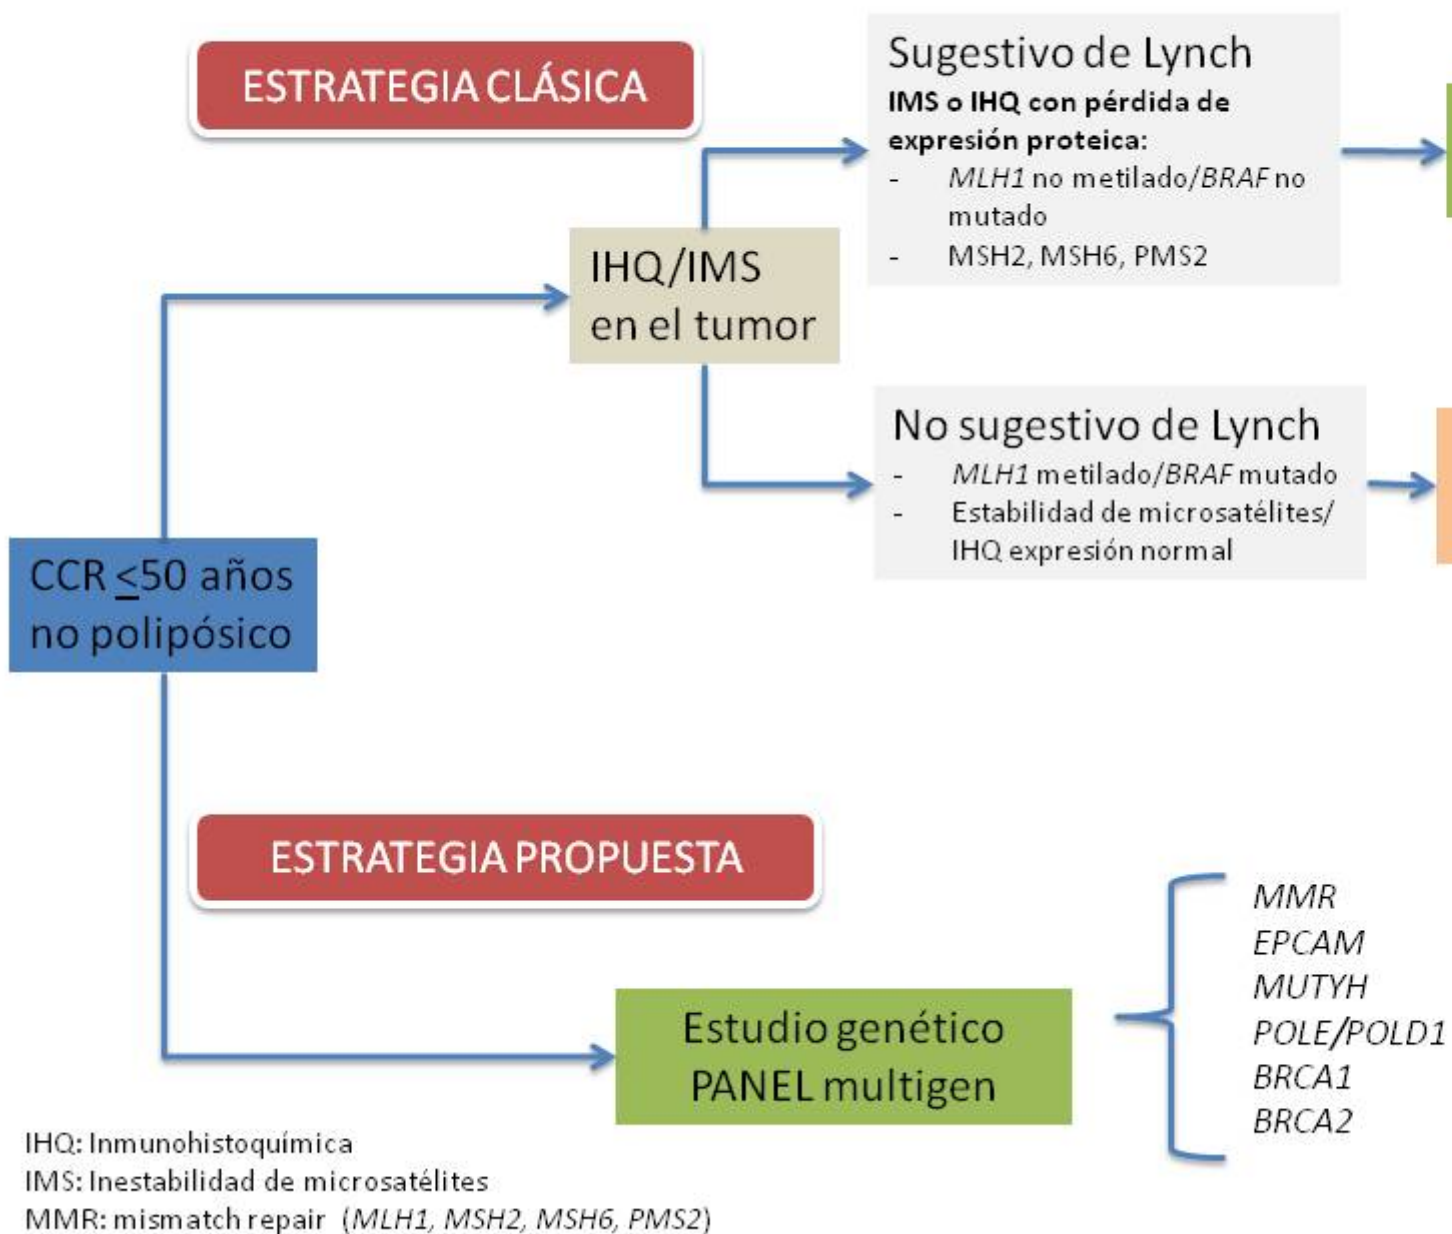 ESTRATEGIA CLÁSICA
Sugestivo de Lynch
IMS o IHQ con pérdida de
expresión proteica:
- MLH1 no metilado/BRAF no
mutado
- MSH2, MSH6, PMS2
IHQ/IMS
en el tumor
No sugestivo de Lynch
- MLH1 metilado/BRAF mutado
- Estabilidad de microsatélites/
IHQ expresión normal
CCR ≤50 años
no polipósico
ESTRATEGIA PROPUESTA
Estudio genético
PANEL multigen
MMR
EPCAM
MUTYH
POLE/POLD1
BRCA1
BRCA2
IHQ: Inmunohistoquímica
IMS: Inestabilidad de microsatélites
MMR: mismatch repair (MLH1, MSH2, MSH6, PMS2)